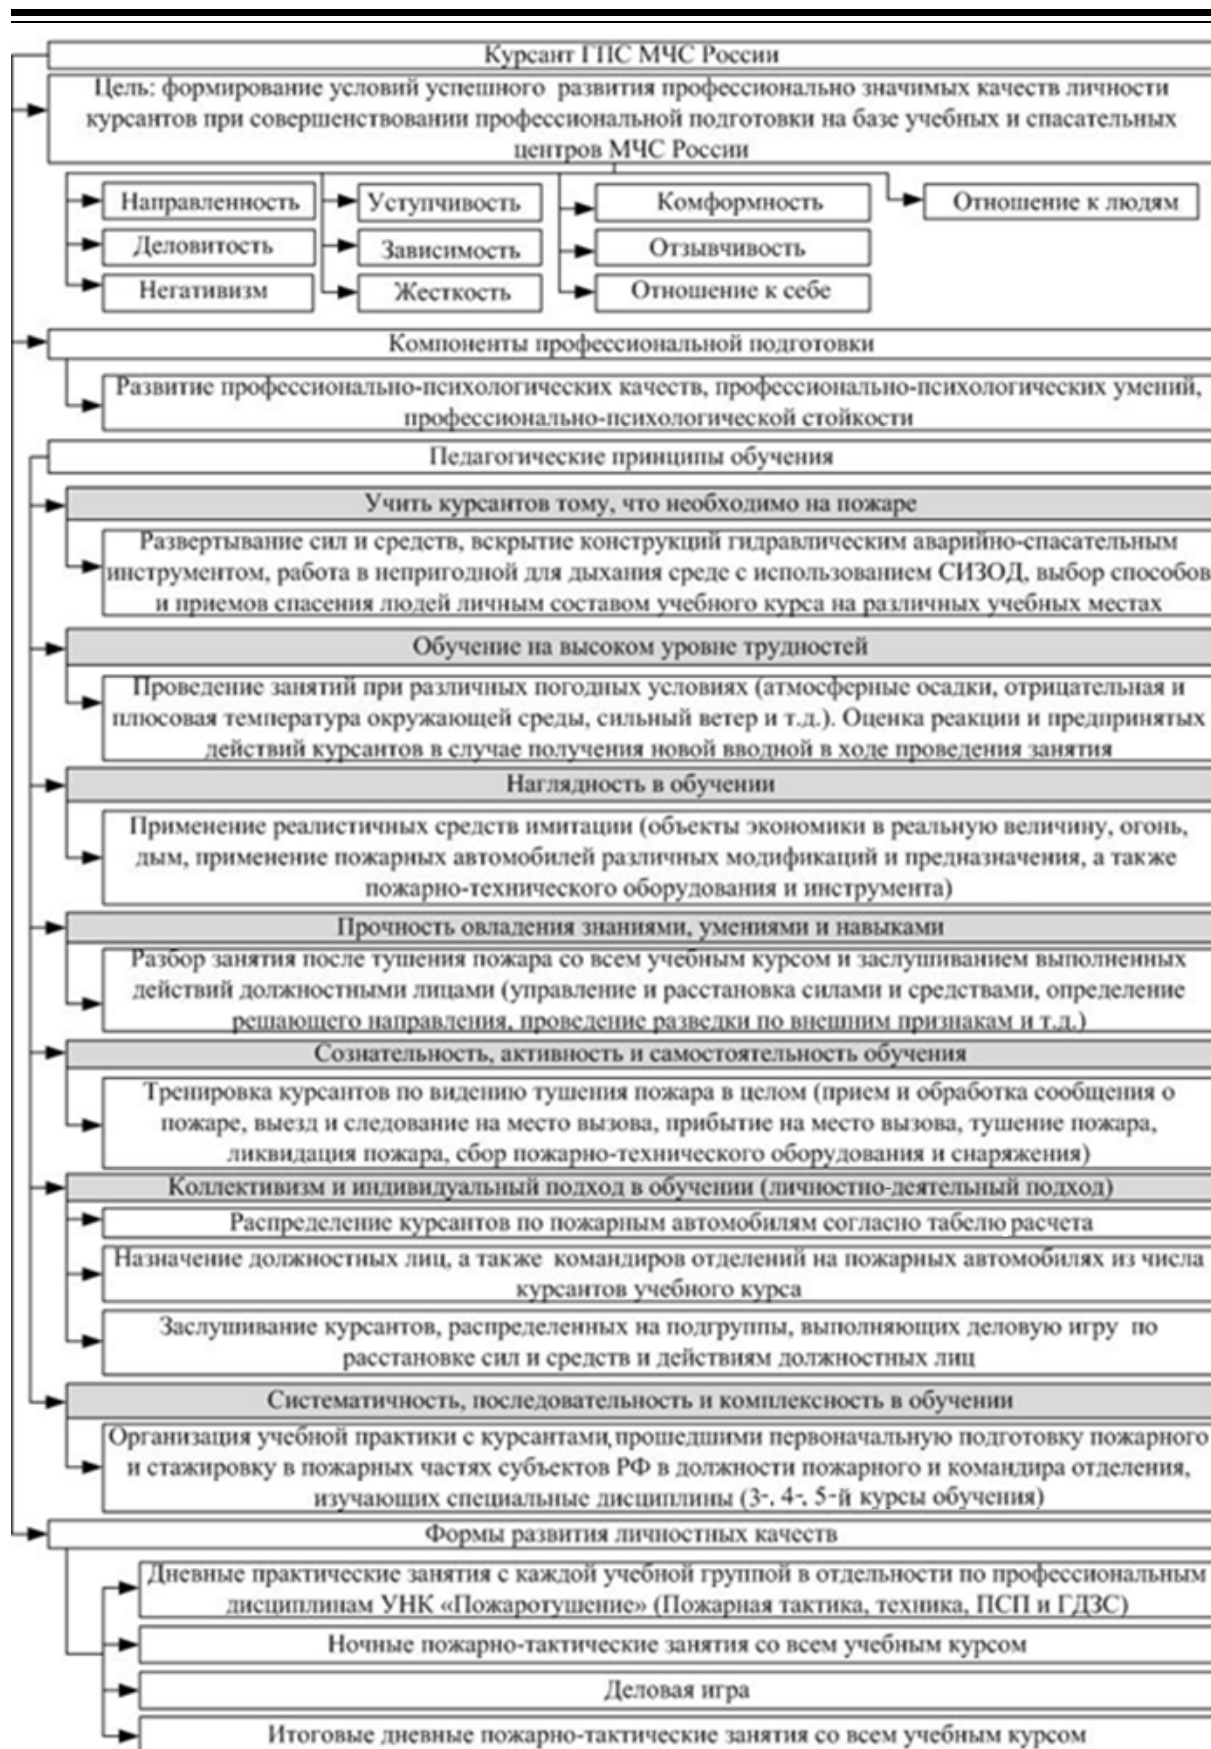 Курсант ГПС МЧС России
Цель: формирование условий успешного развития профессионально значимых качеств личности
курсантов при совершенствовании профессиональной подготовки на базе учебных и спасательных
центров МЧС России
Направленность
Уступчивость
Комформность
Отношение к людям
Деловитость
Зависимость
Отзывчивость
Негативизм
Жесткость
Отношение к себе
Компоненты профессиональной подготовки
Развитие профессионально-психологических качеств, профессионально-психологических умений,
профессионально-психологической стойкости
Педагогические принципы обучения
Учить курсантов тому, что необходимо на пожаре
Развертывание сил и средств, вскрытие конструкций гидравлическим аварийно-спасательным
инструментом, работа в непригодной для дыхания среде с использованием СИЗОД, выбор способов
и приемов спасения людей личным составом учебного курса на различных учебных местах
Обучение на высоком уровне трудностей
Проведение занятий при различных погодных условиях (атмосферные осадки, отрицательная и
плюсовая температура окружающей среды, сильный ветер и т.д.). Оценка реакции и предпринятых
действий курсантов в случае получения новой вводной в ходе проведения занятия
Наглядность в обучении
Применение реалистичных средств имитации (объекты экономики в реальную величину, огонь,
дым, применение пожарных автомобилей различных модификаций и предназначения, а также
пожарно-технического оборудования и инструмента)
Прочность овладения знаниями, умениями и навыками
Разбор занятия после тушения пожара со всем учебным курсом и заслушиванием выполненных
действий должностными лицами (управление и расстановка силами и средствами, определение
решающего направления, проведение разведки по внешним признакам и т.д.)
Сознательность, активность и самостоятельность обучения
Тренировка курсантов по видению тушения пожара в целом (прием и обработка сообщения о
пожаре, выезд и следование на место вызова, прибытие на место вызова, тушение пожара,
ликвидация пожара, сбор пожарно-технического оборудования и снаряжения)
Коллективизм и индивидуальный подход в обучении (личностно-деятельный подход)
Распределение курсантов по пожарным автомобилям согласно табелю расчета
Назначение должностных лиц, а также командиров отделений на пожарных автомобилях из числа
курсантов учебного курса
Заслушивание курсантов, распределенных на подгруппы, выполняющих деловую игру по
расстановке сил и средств и действиям должностных лиц
Систематичность, последовательность и комплексность в обучении
Организация учебной практики с курсантами, прошедшими первоначальную подготовку пожарного
и стажировку в пожарных частях субъектов РФ в должности пожарного и командира отделения,
изучающих специальные дисциплины (3-, 4-, 5-й курсы обучения)
Формы развития личностных качеств
Дневные практические занятия с каждой учебной группой в отдельности по профессиональным
дисциплинам УНК «Пожаротушение» (Пожарная тактика, техника, ПСП и ГДЗС)
Ночные пожарно-тактические занятия со всем учебным курсом
Деловая игра
Итоговые дневные пожарно-тактические занятия со всем учебным курсом